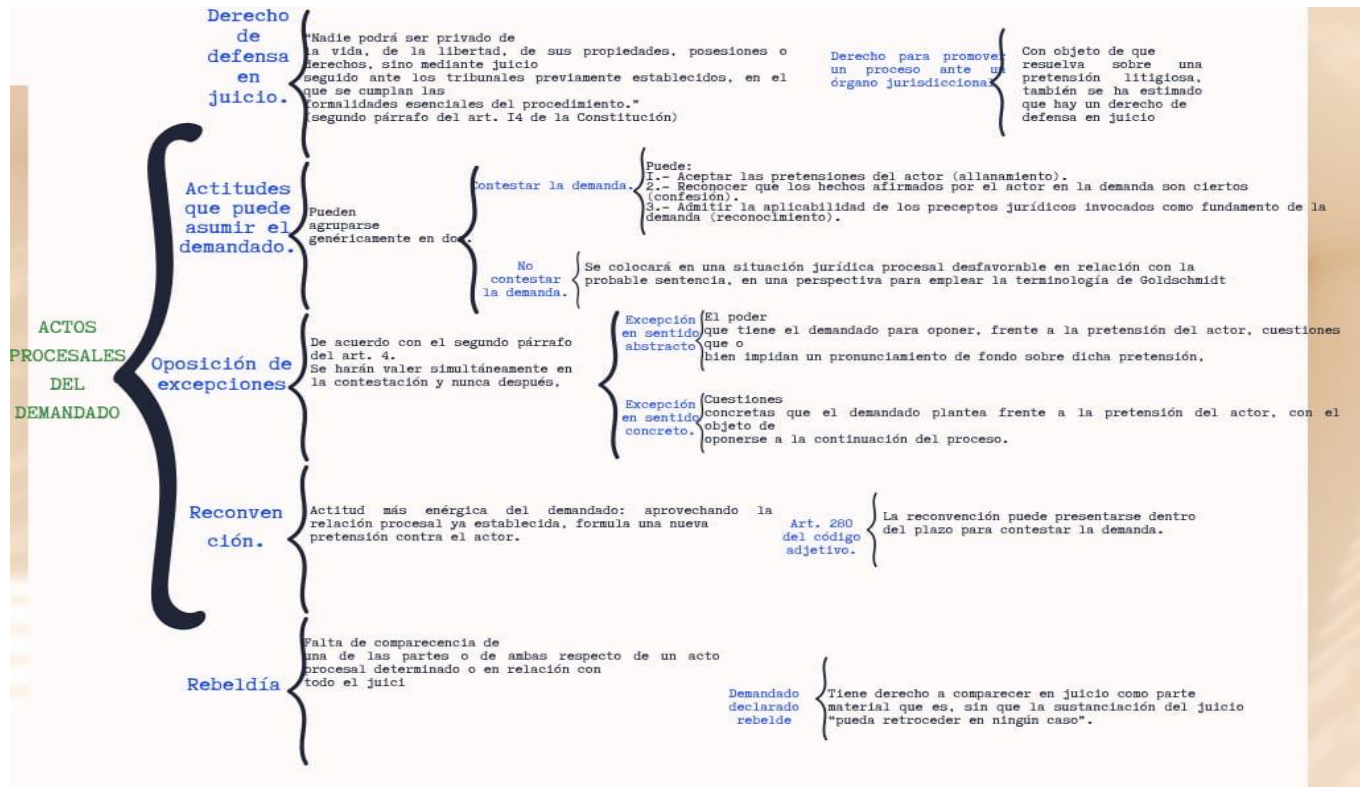 ACTOS
PROCESALES
DEL
DEMANDADO
Derecho
de
defensa
en
juicio.
"Nadie podrá ser privado de
la vida, de la libertad, de sus propiedades, posesiones o
derechos, sino mediante juicio
seguido ante los tribunales previamente establecidos, en el
que se cumplan las
formalidades esenciales del procedimiento."
(segundo párrafo del art. I4 de la Constitución)
Derecho para promover
un proceso ante un
órgano jurisdiccional
Con objeto de que
resuelva sobre una
pretensión litigiosa,
también se ha estimado
que hay un derecho de
defensa en juicio
Actitudes
que puede
asumir el
demandado.
Pueden
agruparse
genéricamente en dos.
Contestar la demanda.
Puede:
I.- Aceptar las pretensiones del actor (allanamiento).
2.- Reconocer que los hechos afirmados por el actor en la demanda son ciertos
(confesión).
3.- Admitir la aplicabilidad de los preceptos jurídicos invocados como fundamento de la
demanda (reconocimiento).
No
contestar
la demanda.
Se colocará en una situación jurídica procesal desfavorable en relación con la
probable sentencia, en una perspectiva para emplear la terminología de Goldschmidt
Oposición de
excepciones
De acuerdo con el segundo párrafo
del art. 4.
Se harán valer simultáneamente en
la contestación y nunca después,
Excepción
en sentido
abstracto
El poder
que tiene el demandado para oponer, frente a la pretensión del actor, cuestiones
que o
bien impidan un pronunciamiento de fondo sobre dicha pretensión,
Excepción
en sentido
concreto.
Cuestiones
concretas que el demandado plantea frente a la pretensión del actor, con el
objeto de
oponerse a la continuación del proceso.
Reconven
ción.
Actitud más enérgica del demandado: aprovechando la
relación procesal ya establecida, formula una nueva
pretensión contra el actor.
Art. 280
del código
adjetivo.
La reconvención puede presentarse dentro
del plazo para contestar la demanda.
Rebeldía
Falta de comparecencia de
una de las partes o de ambas respecto de un acto
procesal determinado o en relación con
todo el juici
Demandado
declarado
rebelde
Tiene derecho a comparecer en juicio como parte
material que es, sin que la sustanciación del juicio
"pueda retroceder en ningún caso".